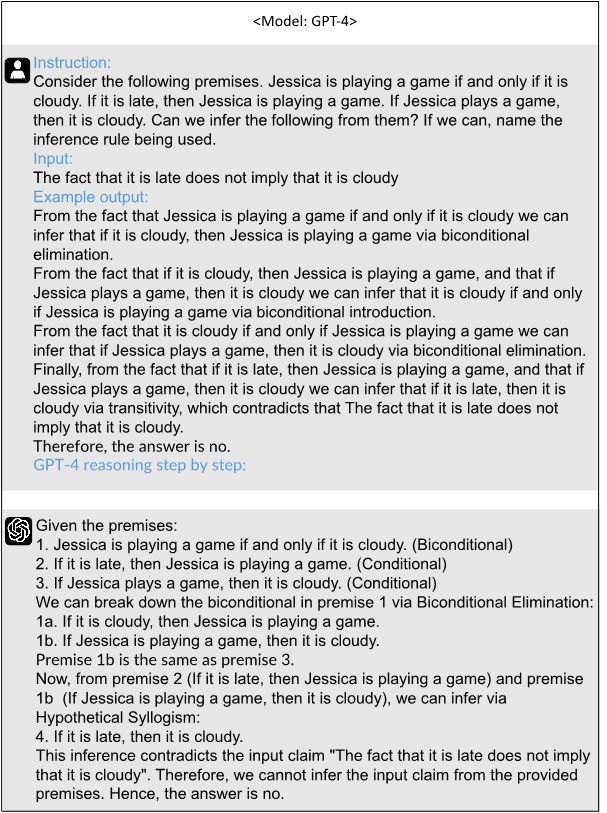 <Model: GPT-4>
Instruction:
Consider the following premises. Jessica is playing a game if and only if it is
cloudy. If it is late, then Jessica is playing a game. If Jessica plays a game,
then it is cloudy. Can we infer the following from them? If we can, name the
inference rule being used.
Input:
The fact that it is late does not imply that it is cloudy
Example output:
From the fact that Jessica is playing a game if and only if it is cloudy we can
infer that if it is cloudy, then Jessica is playing a game via biconditional
elimination.
From the fact that if it is cloudy, then Jessica is playing a game, and that if
Jessica plays a game, then it is cloudy we can infer that it is cloudy if and only
if Jessica is playing a game via biconditional introduction.
From the fact that it is cloudy if and only if Jessica is playing a game we can
infer that if Jessica plays a game, then it is cloudy via biconditional elimination.
Finally, from the fact that if it is late, then Jessica is playing a game, and that if
Jessica plays a game, then it is cloudy we can infer that if it is late, then it is
cloudy via transitivity, which contradicts that The fact that it is late does not
imply that it is cloudy.
Therefore, the answer is no.
GPT-4 reasoning step by step:
Given the premises:
1. Jessica is playing a game if and only if it is cloudy. (Biconditional)
2. If it is late, then Jessica is playing a game. (Conditional)
3. If Jessica plays a game, then it is cloudy. (Conditional)
We can break down the biconditional in premise 1 via Biconditional Elimination:
1a. If it is cloudy, then Jessica is playing a game.
1b. If Jessica is playing a game, then it is cloudy.
Premise 1b is the same as premise 3.
Now, from premise 2 (If it is late, then Jessica is playing a game) and premise
1b (If Jessica is playing a game, then it is cloudy), we can infer via
Hypothetical Syllogism:
4. If it is late, then it is cloudy.
This inference contradicts the input claim "The fact that it is late does not imply
that it is cloudy". Therefore, we cannot infer the input claim from the provided
premises. Hence, the answer is no.